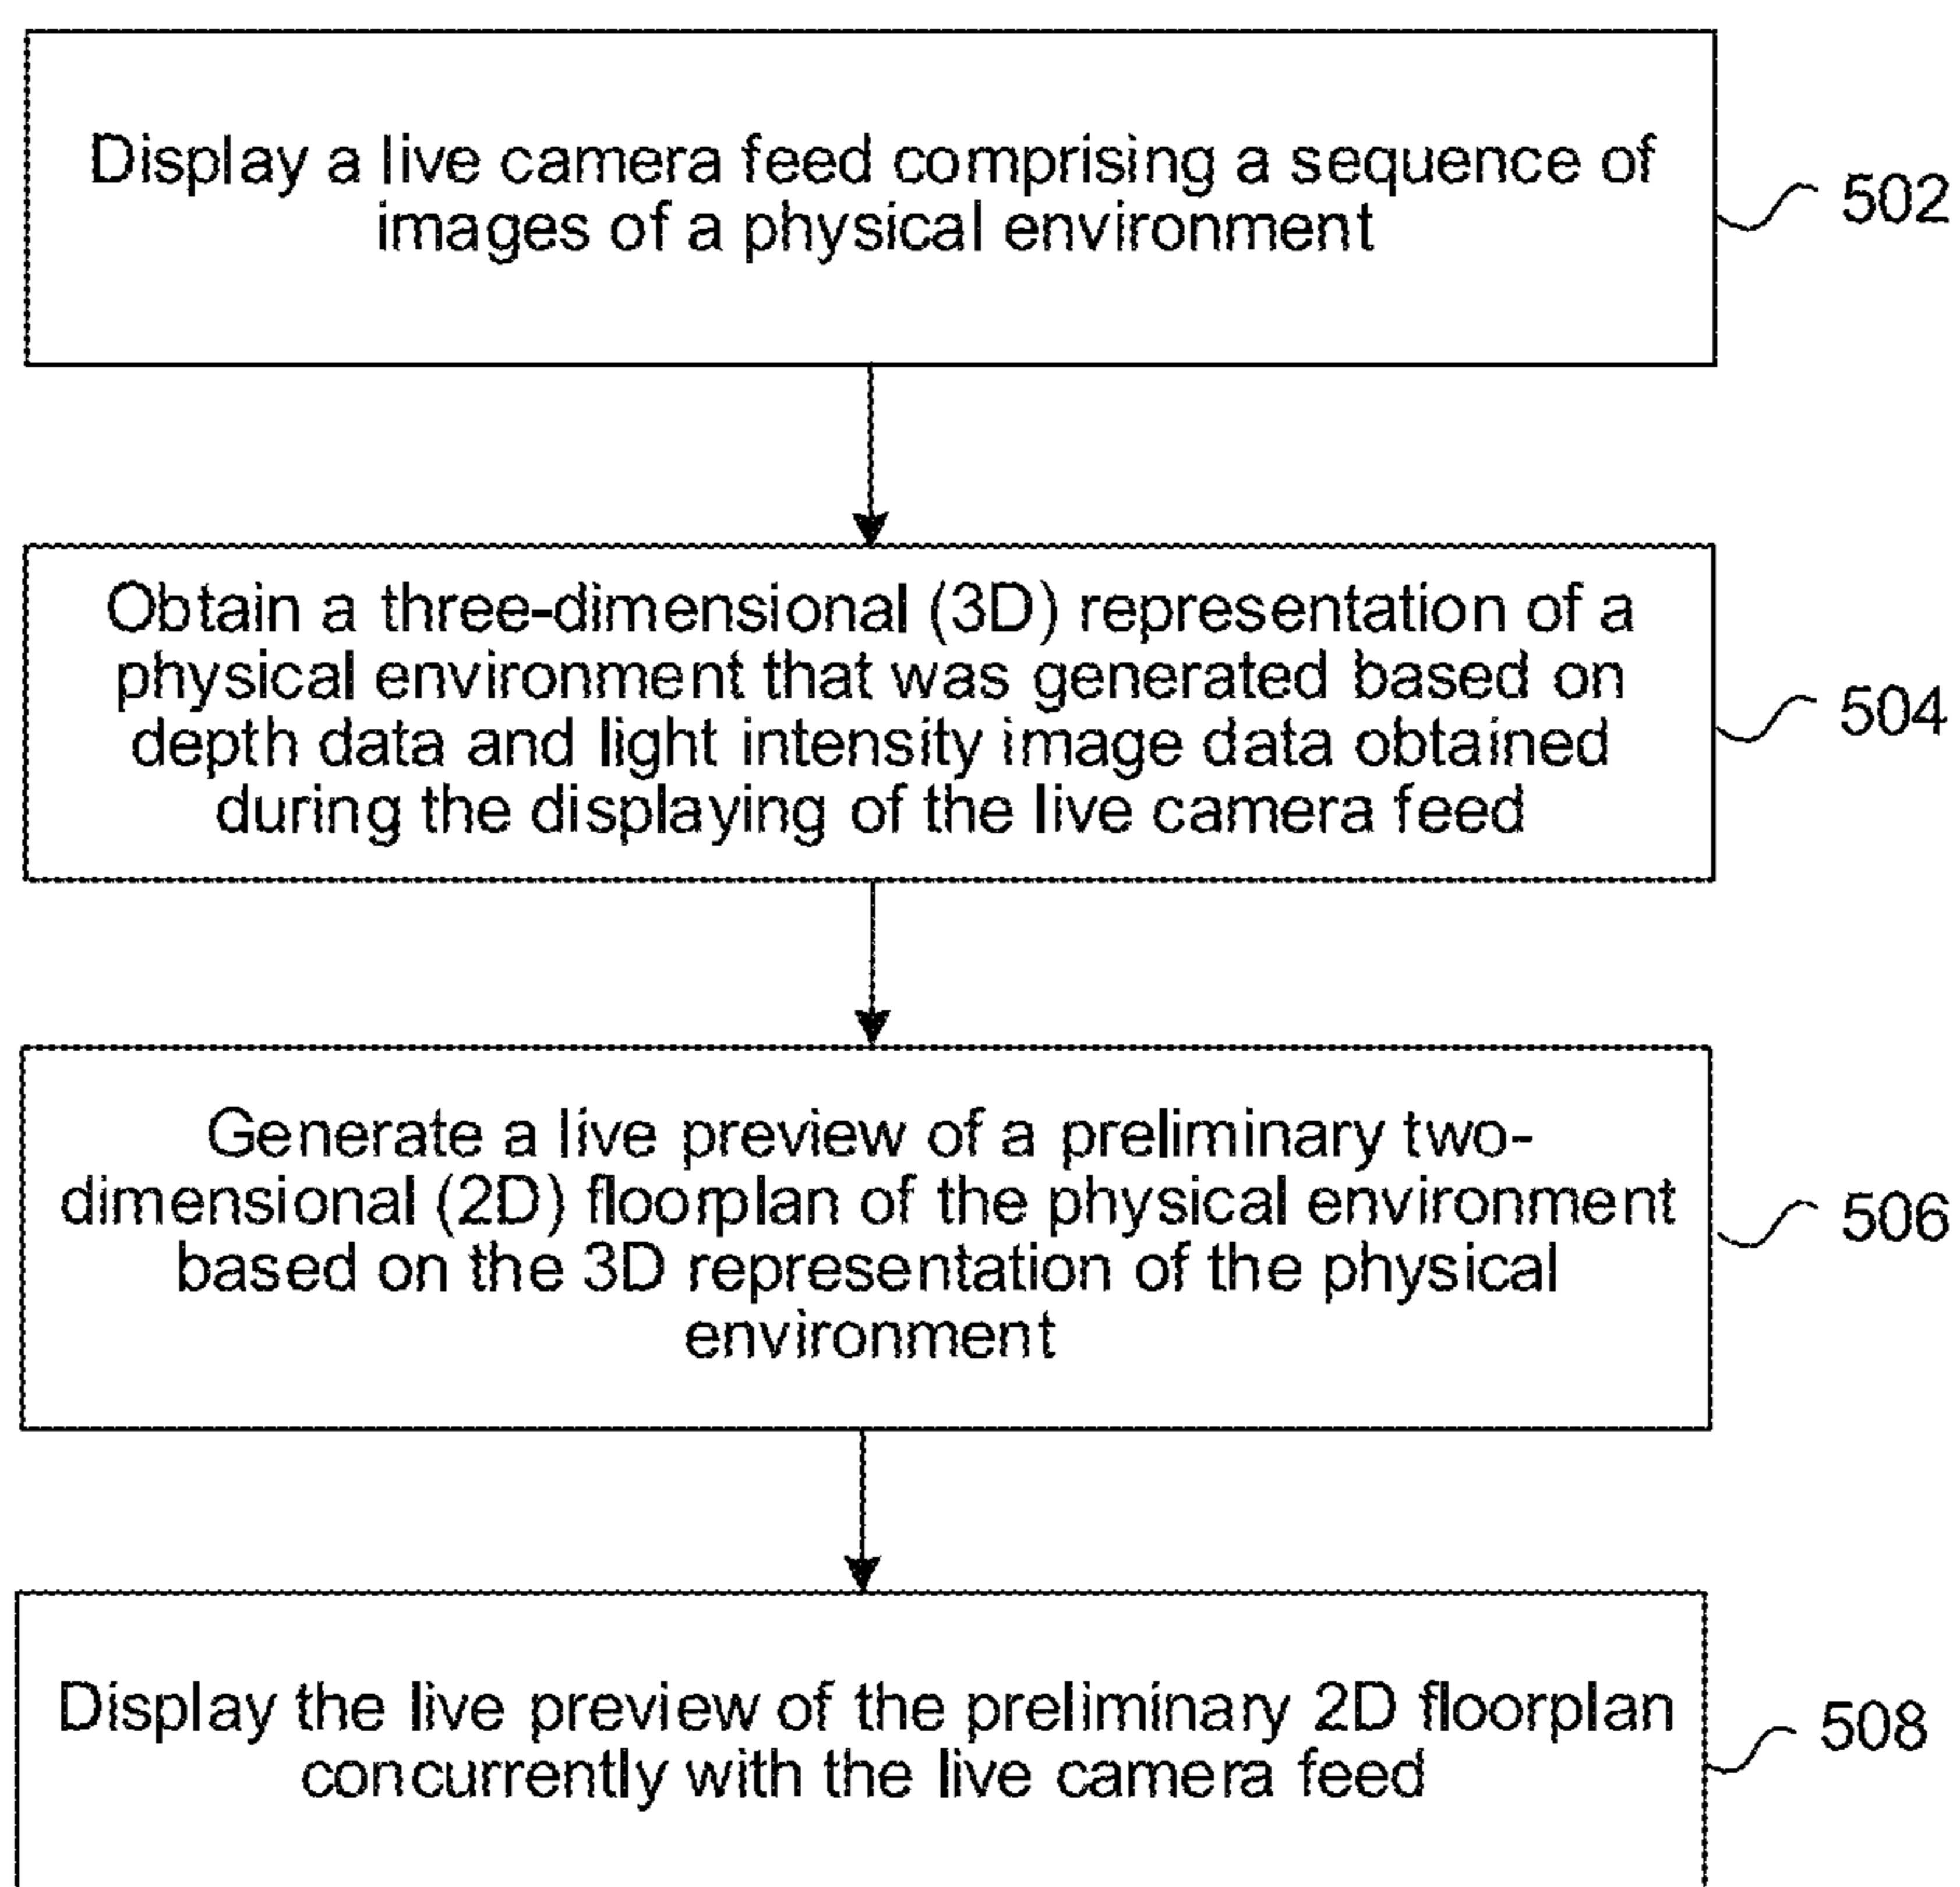 Display a live camera feed comprising a sequence of
images of a physical environment
502
Obtain a three-dimensional (3D) representation of a
physical environment that was generated based on
depth data and light intensity image data obtained
during the displaying of the live camera feed
504
Generate a live preview of a preliminary two-
dimensional (2D) floorplan of the physical environment
based on the 3D representation of the physical
environment
506
Display the live preview of the preliminary 2D floorplan
concurrently with the live camera feed
508